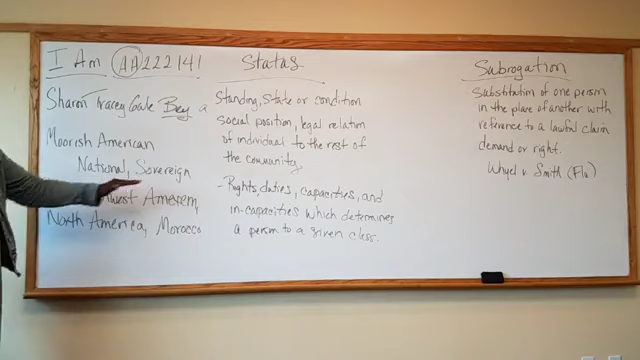 I Am AA222141
Sharon Tracey Gale Bey a
Moorish American
National, Sovereign
Amexem,
North America, Morocco
Status
Standing, State or condition
social position, legal relation
of individual to the rest of
the community
- Rights, duties, capacities, and
in-capacities which determines
a person to a given class.
Subrogation
Substitution of one person
in the place of another with
reference to a lawful claim
demand or right.
v. Smith (Fla)